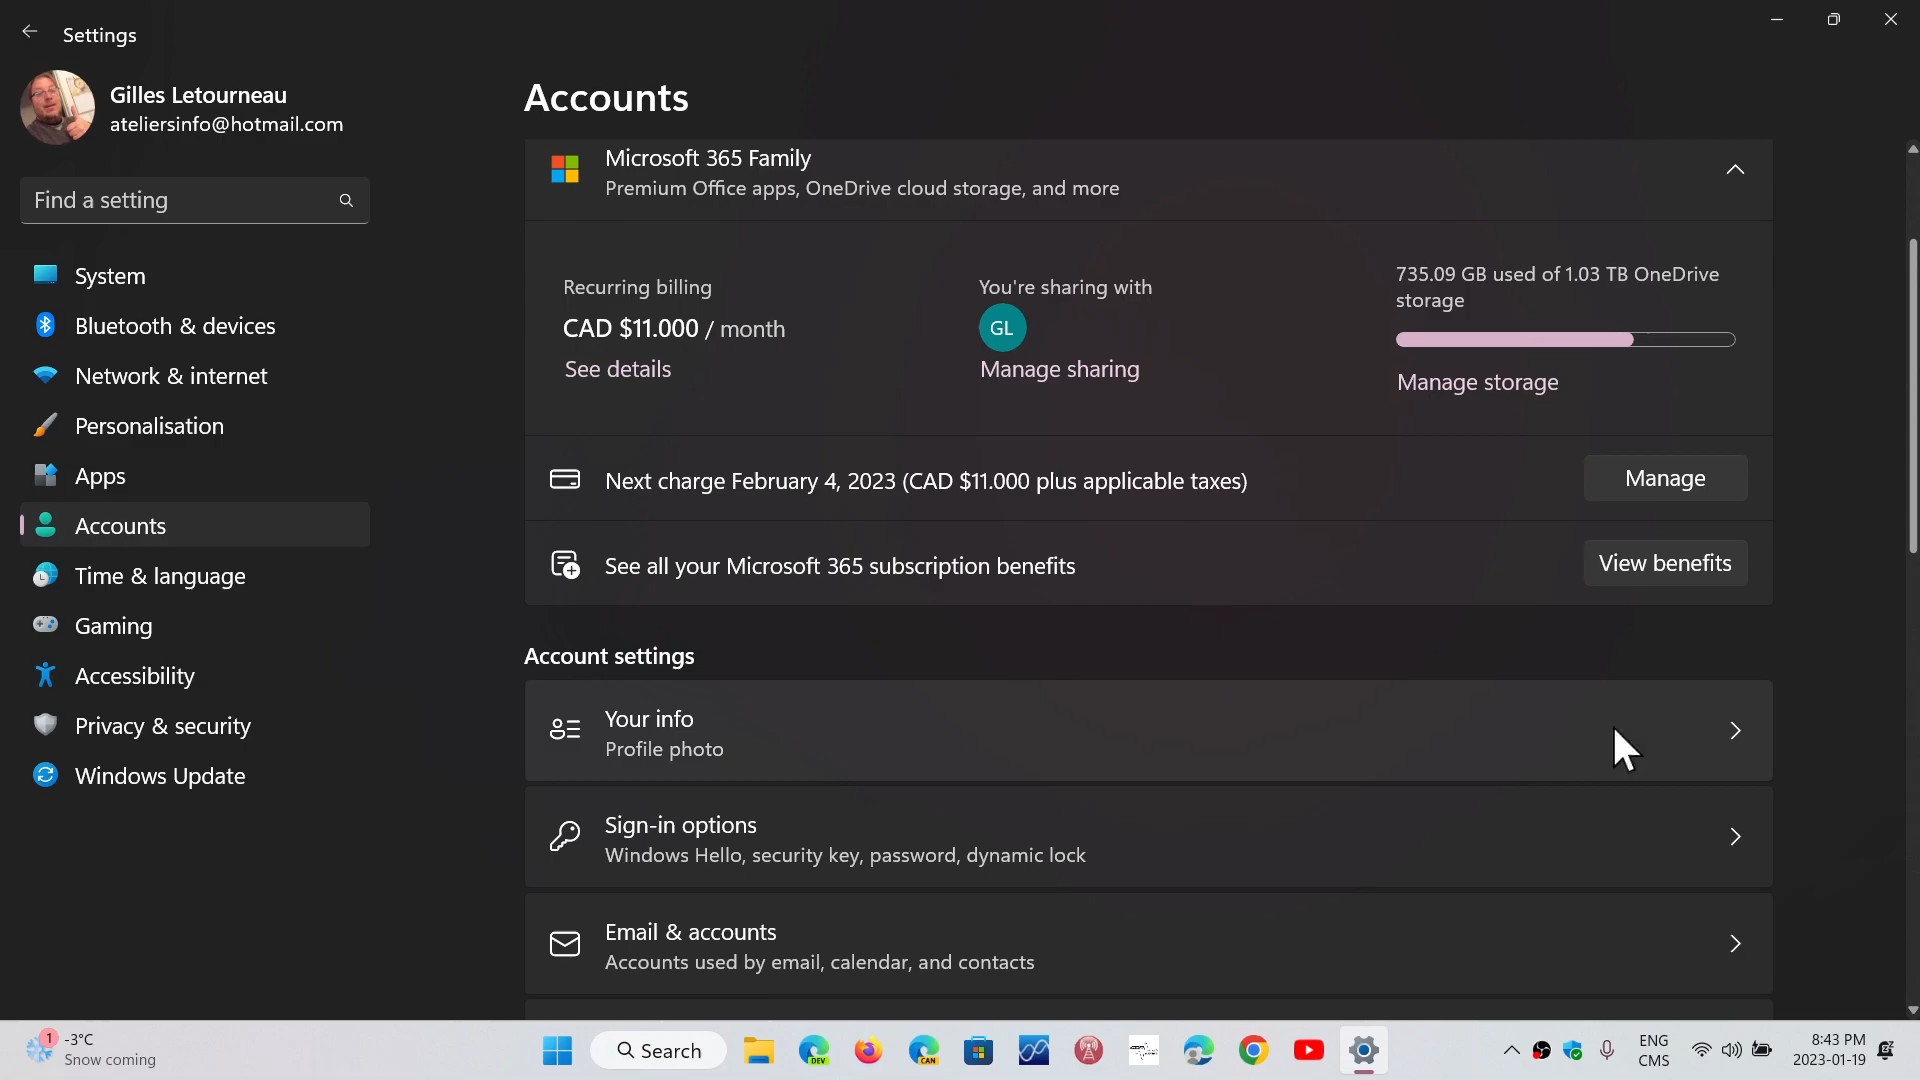 Settings
Gilles Letourneau
ateliersinfo@hotmail.com
Find a setting
System
Bluetooth & devices
Network & internet
Personalisation
Apps
Accounts
Time & language
Gaming
Accessibility
Privacy & security
Windows Update
Accounts
Microsoft 365 Family
Premium Office apps, OneDrive cloud storage, and more
Recurring billing
CAD $11.000 / month
See details
You're sharing with
GL
Manage sharing
735.09 GB used of 1.03 TB OneDrive
storage
Manage storage
Next charge February 4, 2023 (CAD $11.000 plus applicable taxes)
Manage
See all your Microsoft 365 subscription benefits
View benefits
Account settings
Your info
Profile photo
Sign-in options
Windows Hello, security key, password, dynamic lock
Email & accounts
Accounts used by email, calendar, and contacts
1
-3°C
Snow coming
Search
DEV
CAN
ENG
CMS
8:43 PM
2023-01-19